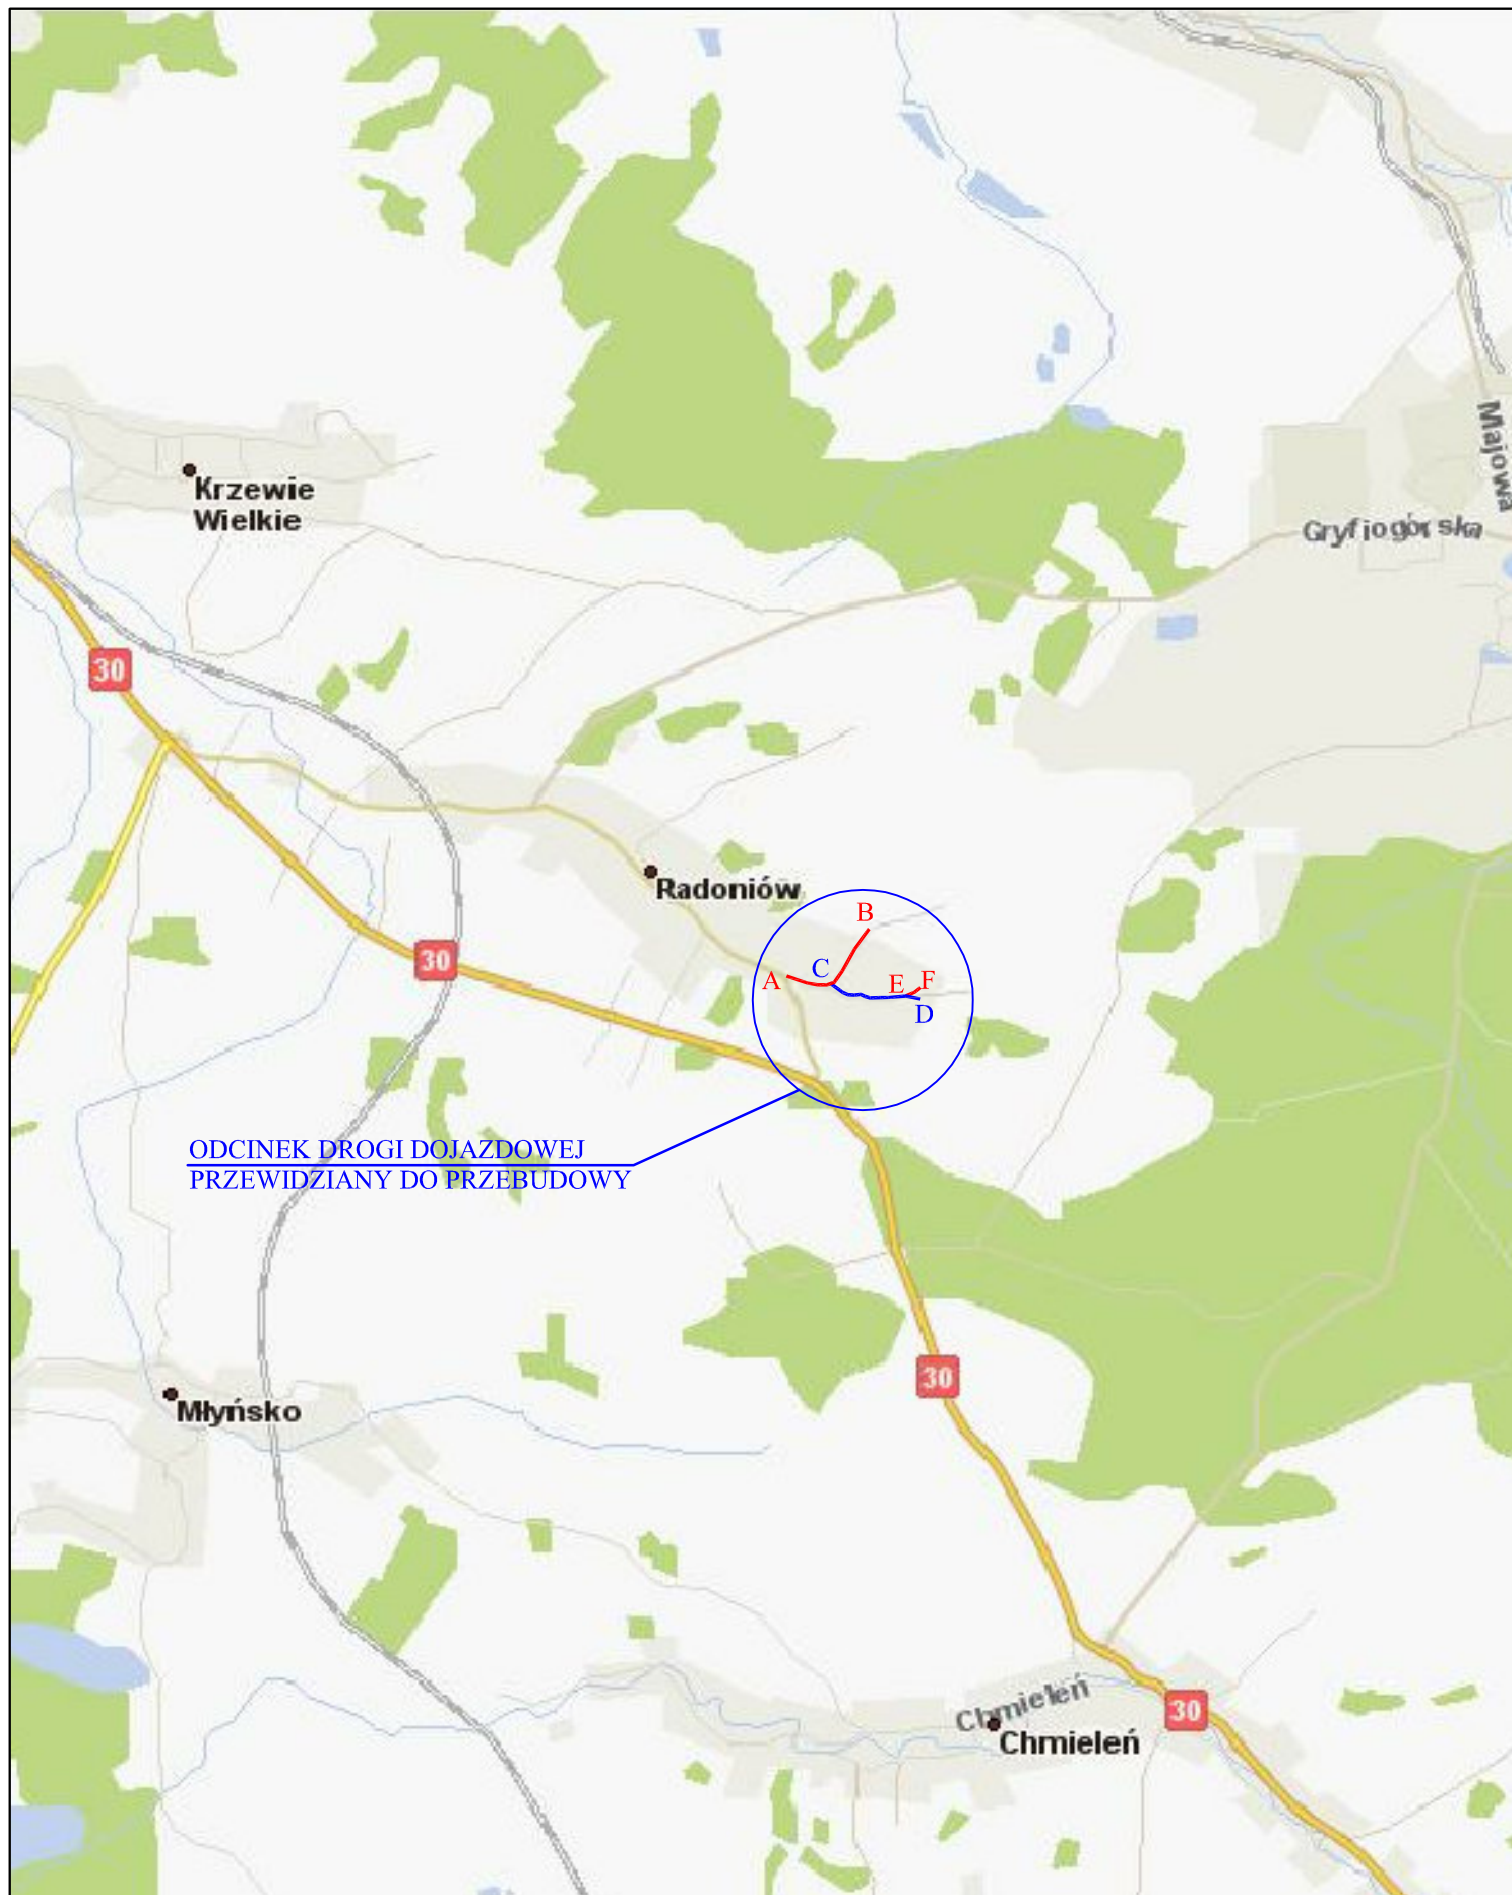 Majowa
Krzewie
Wielkie
Gryfiogórska
30
Radoniów
B
30
A
C
E
F
D
ODCINEK DROGI DOJAZDOWEJ
PRZEWIDZIANY DO PRZEBUDOWY
30
Młyńsko
Chmieleń
30
Chmieleń